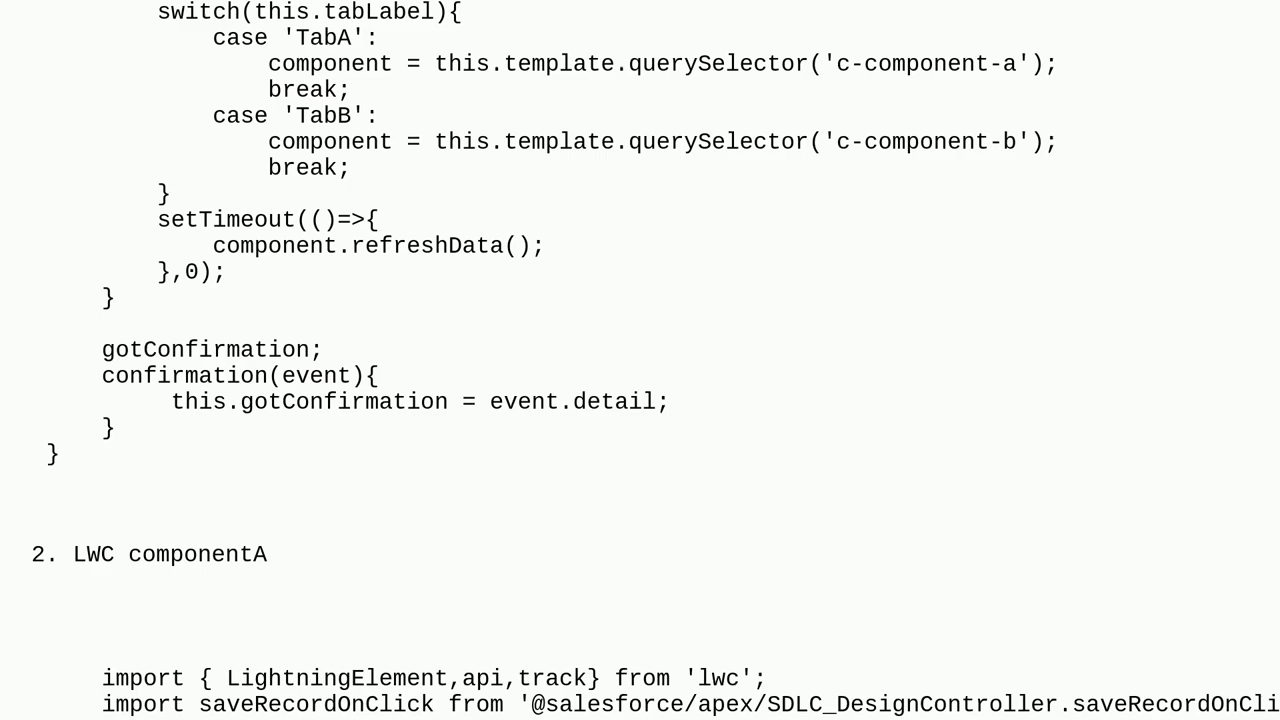 switch(this.tabLabel){
case 'TabA':
component = this.template.querySelector('c-component-a');
break;
case 'TabB':
component = this.template.querySelector('c-component-b');
break;
}
setTimeout(()=>{
component.refreshData();
},0);
}
gotConfirmation;
confirmation(event){
this.gotConfirmation = event.detail;
}
}
2. LWC componentA
import { LightningElement,api,track} from 'lwc';
import saveRecordOnClick from '@salesforce/apex/SDLC_DesignController.saveRecordOnCli